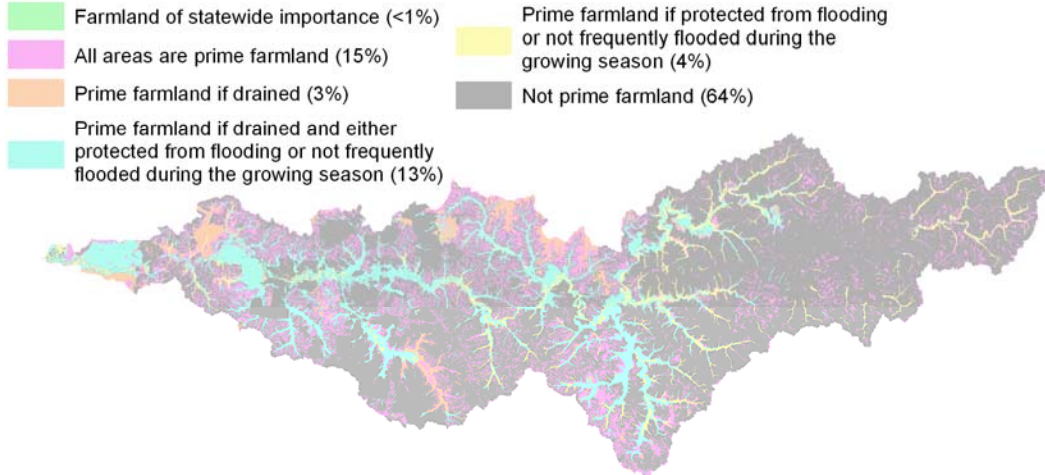 Farmland of statewide importance (<1%)
All areas are prime farmland (15%)
Prime farmland if drained (3%)
Prime farmland if drained and either
protected from flooding or not frequently
flooded during the growing season (13%)
Prime farmland if protected from flooding
or not frequently flooded during the
growing season (4%)
Not prime farmland (64%)